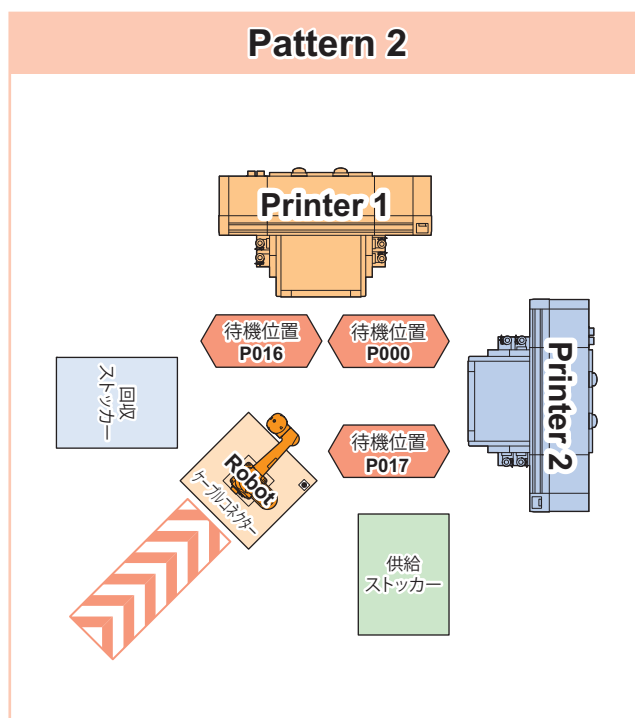 Pattern 2
Printer 1
待機位置
P016
待機位置
P000
回収
ストッカー
Printer 2
待機位置
P017
Robot
ケーブルコネクター
供給
ストッカー